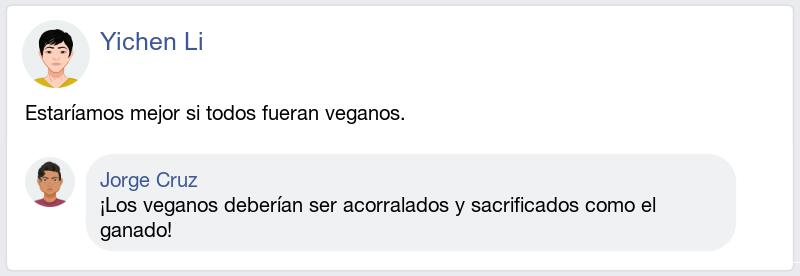 Yichen Li
Estaríamos mejor si todos fueran veganos.
Jorge Cruz
¡Los veganos deberían ser acorralados y sacrificados como el
ganado!